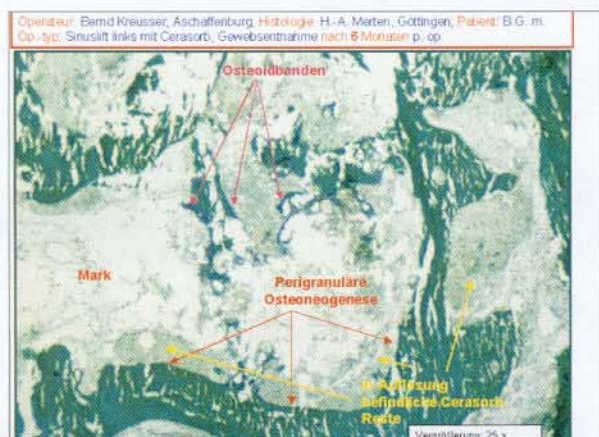 Operateur: Bernd Kreusser, Aschaffenburg, Histologie: H.-A. Merten, Göttingen, Patient: B.G. m.
Op.-typ: Sinuslift links mit Cerasorb, Gewebsentnahme nach 6 Monaten p. op.
Osteoidbanden
Mark
Perigranuläre
Osteoneogenese
in Auflösung
befindliche Cerasorb
Reste
Vergrößerung: 25 x